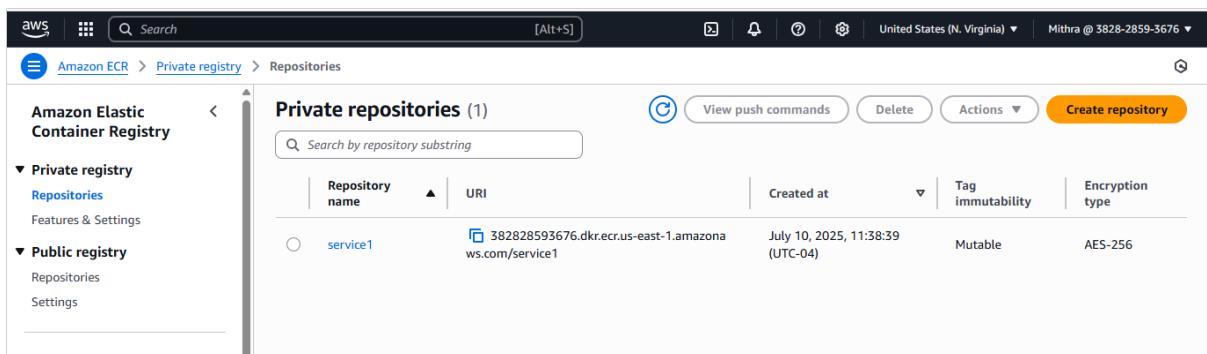 aws
Search [Alt+S] United States (N. Virginia) ▼ Mithra @ 3828-2859-3676 ▼
Amazon ECR > Private registry > Repositories
Amazon Elastic
Container Registry
Private registry
Repositories
Features & Settings
Public registry
Repositories
Settings
Private repositories (1)
View push commands Delete Actions ▼ Create repository
Search by repository substring
Repository
name
URI
Created at
Tag
immutability
Encryption
type
service1
382828593676.dkr.ecr.us-east-1.amazona
ws.com/service1
July 10, 2025, 11:38:39
(UTC-04)
Mutable
AES-256